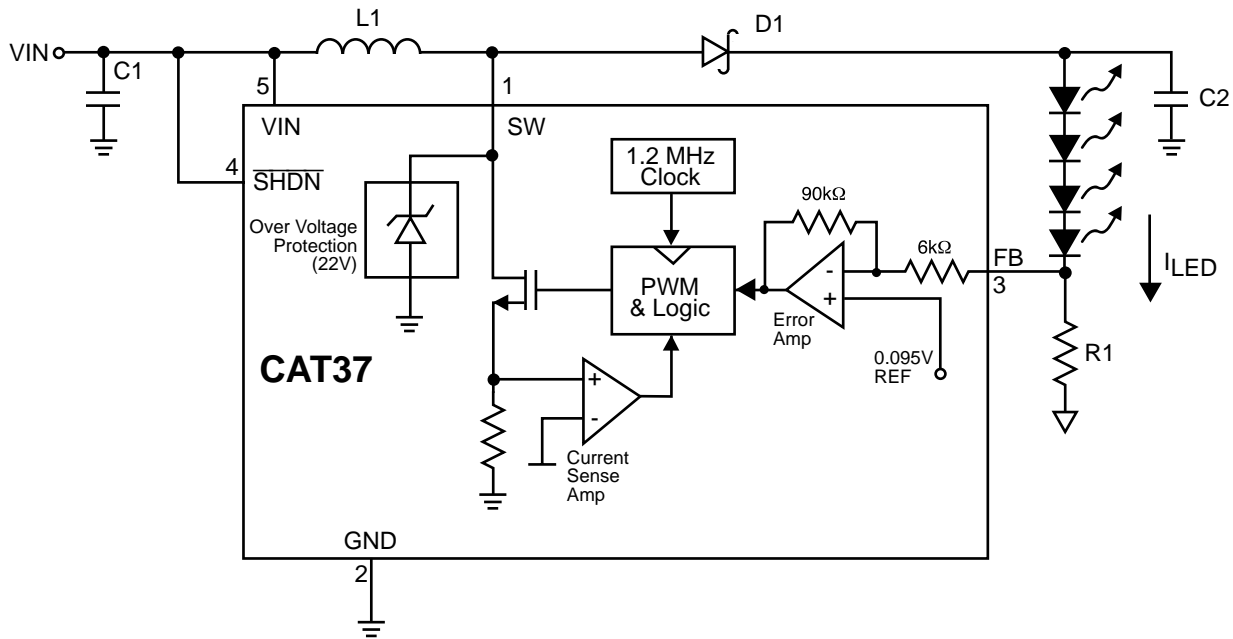 L1
D1
VIN
C1
5
1
C2
VIN
SW
4
SHDN
1.2 MHz
Clock
90kΩ
Over Voltage
Protection
(22V)
6kΩ
FB
3
I_LED
PWM
& Logic
-
+
Error
Amp
0.095V
REF
R1
CAT37
+
-
Current
Sense
Amp
GND
2